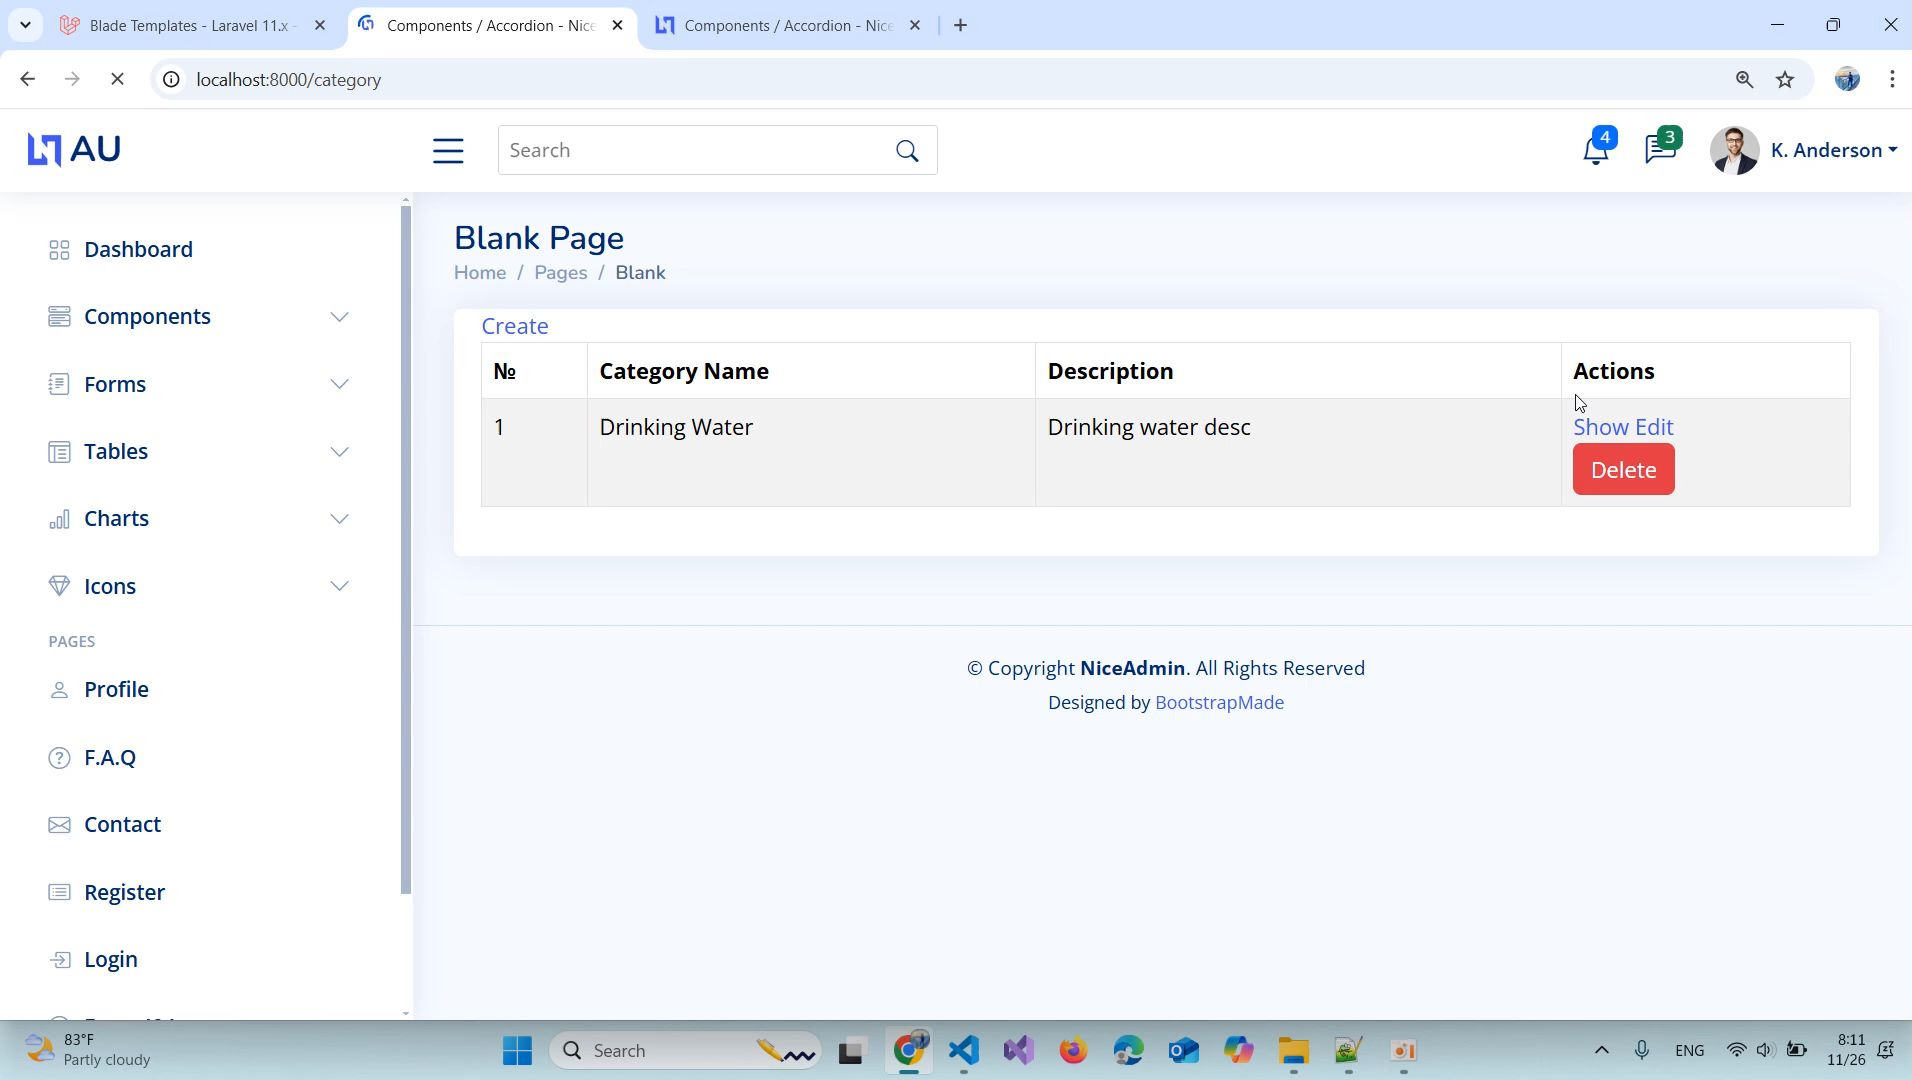 Blade Templates - Laravel 11.x -
Components / Accordion - Nice
Components / Accordion - Nice
localhost:8000/category
AU
Search
4
3
K. Anderson
Dashboard
Components
Forms
Tables
Charts
Icons
PAGES
Profile
F.A.Q
Contact
Register
Login
Blank Page
Home / Pages / Blank
Create
№ Category Name Description Actions
1 Drinking Water Drinking water desc Show Edit
Delete
© Copyright NiceAdmin. All Rights Reserved
Designed by BootstrapMade
83°F
Partly cloudy
Search
ENG
8:11
11/26